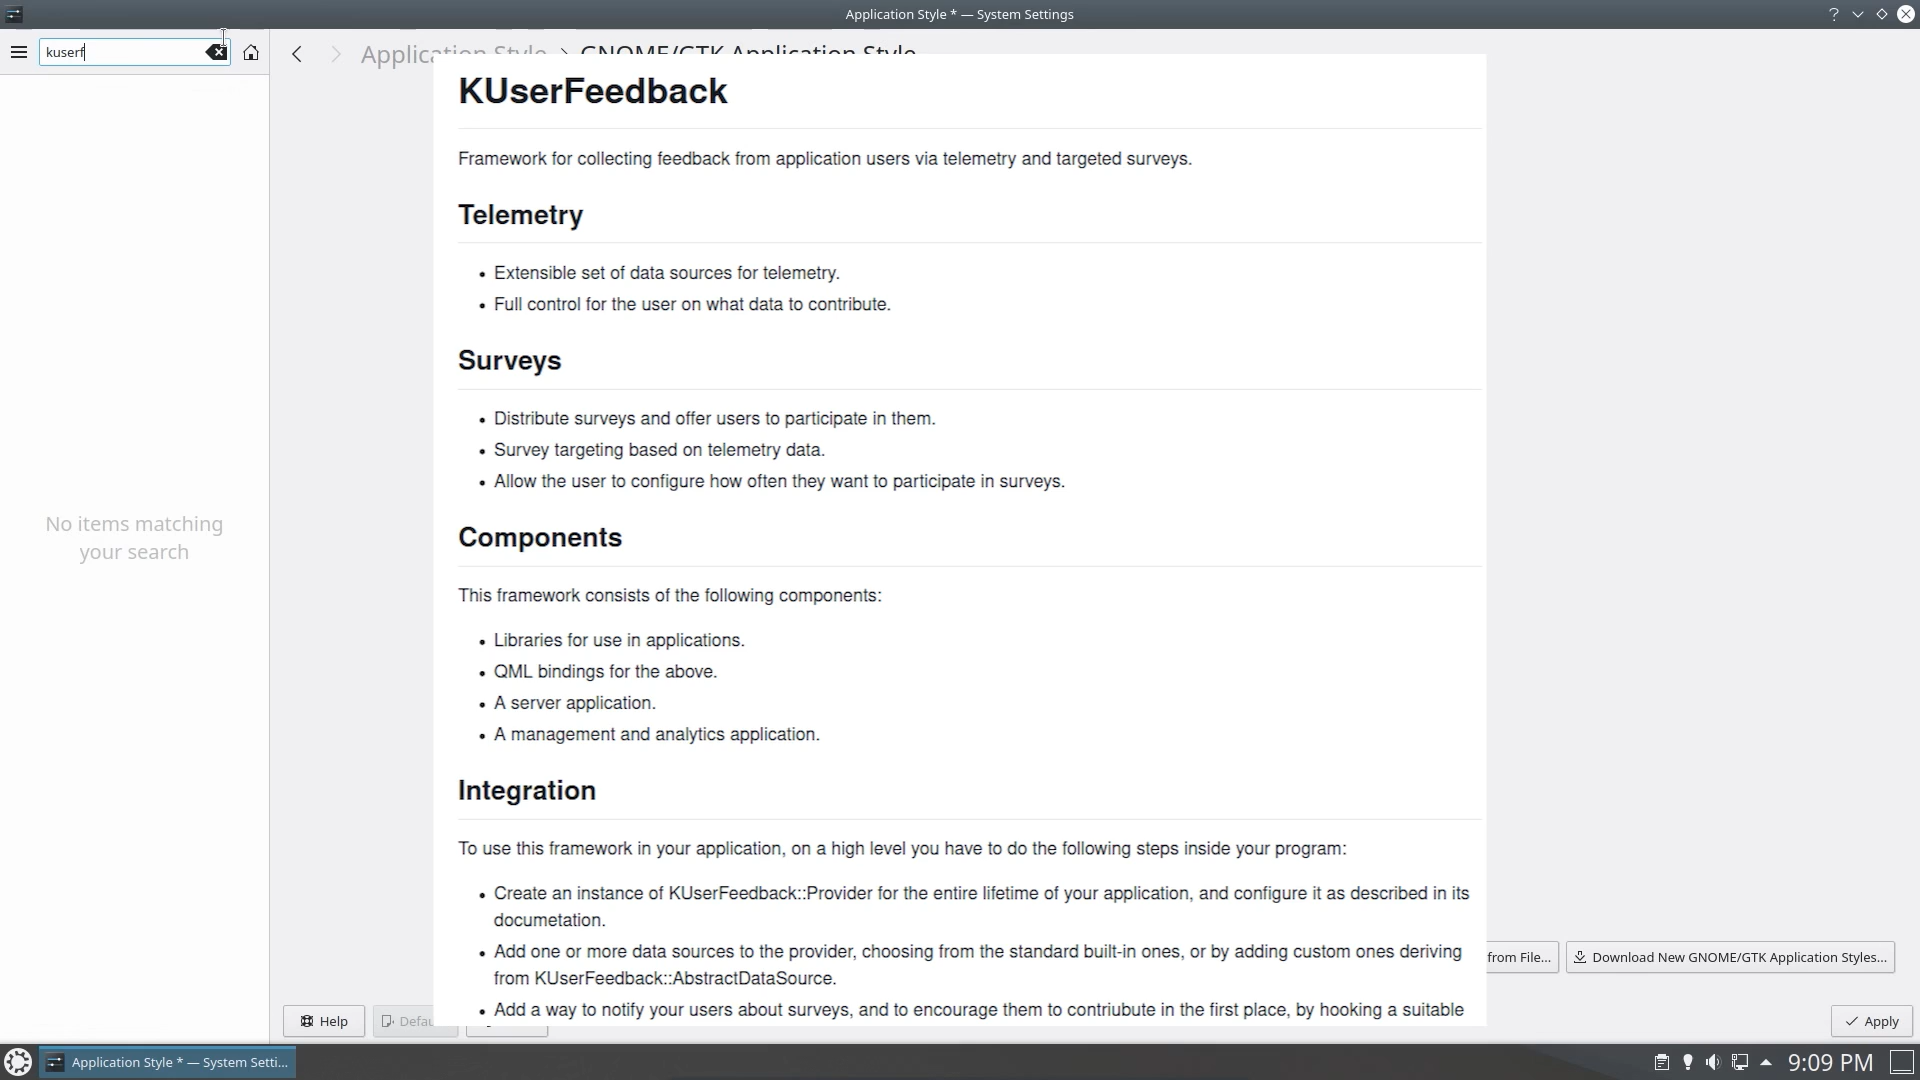 Application Style * — System Settings
kuserf
Application Style > GNOME/GTK Application Style
No items matching
your search
KUserFeedback
Framework for collecting feedback from application users via telemetry and targeted surveys.
Telemetry
• Extensible set of data sources for telemetry.
• Full control for the user on what data to contribute.
Surveys
• Distribute surveys and offer users to participate in them.
• Survey targeting based on telemetry data.
• Allow the user to configure how often they want to participate in surveys.
Components
This framework consists of the following components:
• Libraries for use in applications.
• QML bindings for the above.
• A server application.
• A management and analytics application.
Integration
To use this framework in your application, on a high level you have to do the following steps inside your program:
• Create an instance of KUserFeedback::Provider for the entire lifetime of your application, and configure it as described in its
documetation.
• Add one or more data sources to the provider, choosing from the standard built-in ones, or by adding custom ones deriving
from KUserFeedback::AbstractDataSource.
• Add a way to notify your users about surveys, and to encourage them to contriubute in the first place, by hooking a suitable
from File...
Download New GNOME/GTK Application Styles...
Help
Defau
Apply
Application Style * — System Setti...
9:09 PM